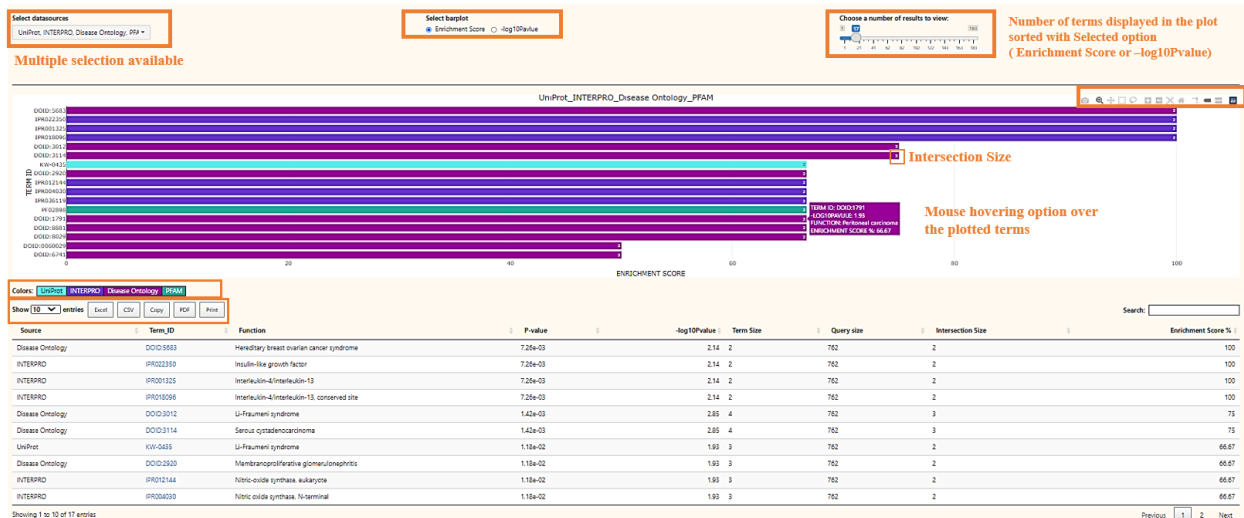 Select datasources
UniProt, INTERPRO, Disease Ontology, PFA
Multiple selection available
Select barplot
Enrichment Score -log10Pavlue
Choose a number of results to view:
1 17 183
Number of terms displayed in the plot
sorted with Selected option
( Enrichment Score or –log10Pvalue)
UniProt_INTERPRO_Disease Ontology_PFAM
TERM ID
DOID:5683
IPR022350
IPR001325
IPR018096
DOID:3012
DOID:3114
KW-0435
DOID:2920
IPR012144
IPR004030
IPR036119
PF02898
DOID:1791
DOID:8881
DOID:8029
DOID:0060029
DOID:6741
Intersection Size
TERM ID: DOID:1791
-LOG10PAVULE: 1.93
FUNCTION: Peritoneal carcinoma
ENRICHMENT SCORE %: 66.67
Mouse hovering option over
the plotted terms
0 20 40 60 80 100
ENRICHMENT SCORE
Colors: UniProt INTERPRO Disease Ontology PFAM
Show 10 entries Excel CSV Copy PDF Print
Search:
Source Term_ID Function P-value -log10Pvalue Term Size Query size Intersection Size Enrichment Score %
Disease Ontology DOID:5683 Hereditary breast ovarian cancer syndrome 7.26e-03 2.14 2 762 2 100
INTERPRO IPR022350 Insulin-like growth factor 7.26e-03 2.14 2 762 2 100
INTERPRO IPR001325 Interleukin-4/interleukin-13 7.26e-03 2.14 2 762 2 100
INTERPRO IPR018096 Interleukin-4/interleukin-13, conserved site 7.26e-03 2.14 2 762 2 100
Disease Ontology DOID:3012 Li-Fraumeni syndrome 1.42e-03 2.85 4 762 3 75
Disease Ontology DOID:3114 Serous cystadenocarcinoma 1.42e-03 2.85 4 762 3 75
UniProt KW-0435 Li-Fraumeni syndrome 1.18e-02 1.93 3 762 2 66.67
Disease Ontology DOID:2920 Membranoproliferative glomerulonephritis 1.18e-02 1.93 3 762 2 66.67
INTERPRO IPR012144 Nitric-oxide synthase, eukaryote 1.18e-02 1.93 3 762 2 66.67
INTERPRO IPR004030 Nitric oxide synthase, N-terminal 1.18e-02 1.93 3 762 2 66.67
Showing 1 to 10 of 17 entries
Previous 1 2 Next